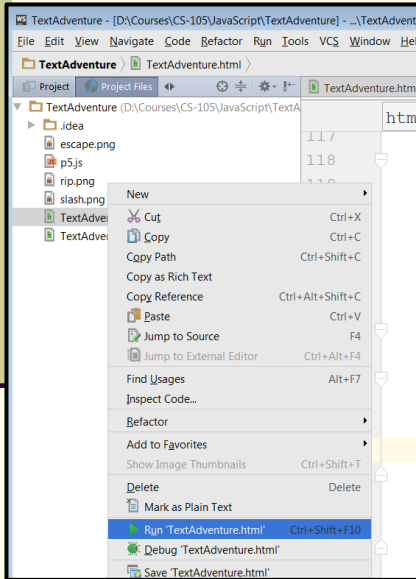 WS TextAdventure - [D:\Courses\CS-105\JavaScript\TextAdventure] - ...\TextAdvent
File Edit View Navigate Code Refactor Run Tools VCS Window Hel
TextAdventure TextAdventure.html
Project Project Files TextAdventure.htm
TextAdventure (D:\Courses\CS-105\JavaScript\TextA
htm
.idea
117
escape.png
118
p5.js
rip.png
slash.png
TextAdve
TextAdve
New
Cut Ctrl+X
Copy Ctrl+C
Copy Path Ctrl+Shift+C
Copy as Rich Text
Copy Reference Ctrl+Alt+Shift+C
Paste Ctrl+V
Jump to Source F4
Jump to External Editor Ctrl+Alt+F4
Find Usages Alt+F7
Inspect Code...
Refactor
Add to Favorites
Show Image Thumbnails Ctrl+Shift+T
Delete Delete
Mark as Plain Text
Run 'TextAdventure.html' Ctrl+Shift+F10
Debug 'TextAdventure.html'
Save 'TextAdventure.html'